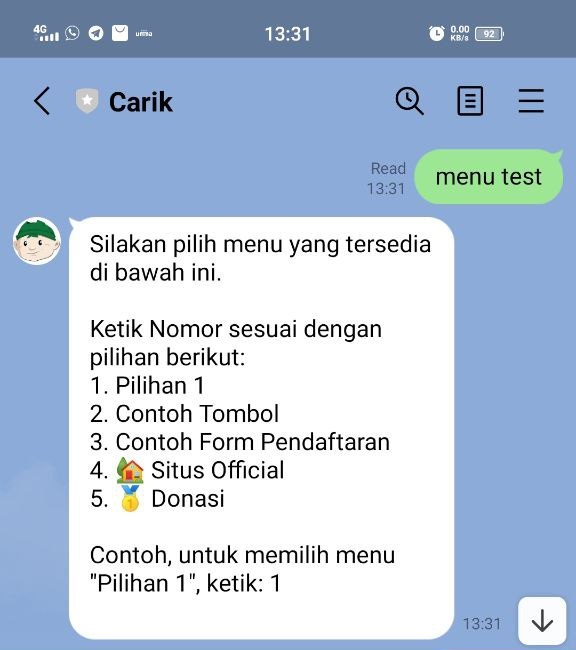 4G
13:31
0.00
KB/s
92
Carik
Read
13:31
menu test
Silakan pilih menu yang tersedia
di bawah ini.
Ketik Nomor sesuai dengan
pilihan berikut:
1. Pilihan 1
2. Contoh Tombol
3. Contoh Form Pendaftaran
4. 🏡 Situs Official
5. 🥇 Donasi
Contoh, untuk memilih menu
"Pilihan 1", ketik: 1
13:31